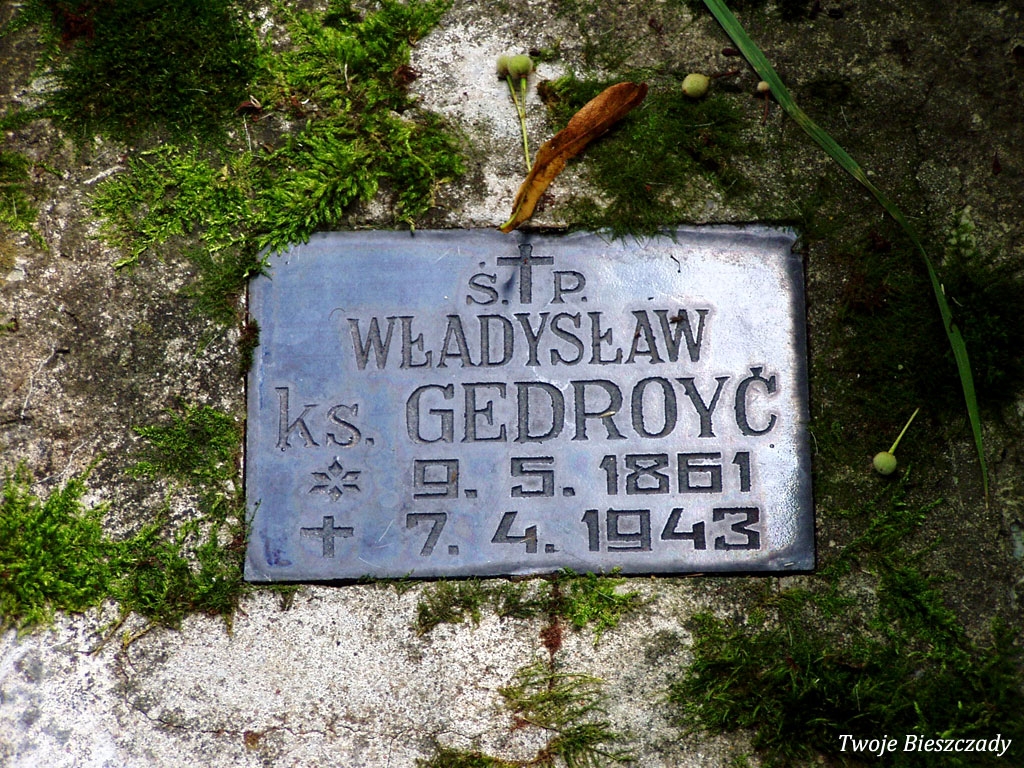 Ś. † P.
WŁADYSŁAW
ks. GEDROYĆ
* 9. 5. 1861
+ 7. 4. 1943
Twoje Bieszczady